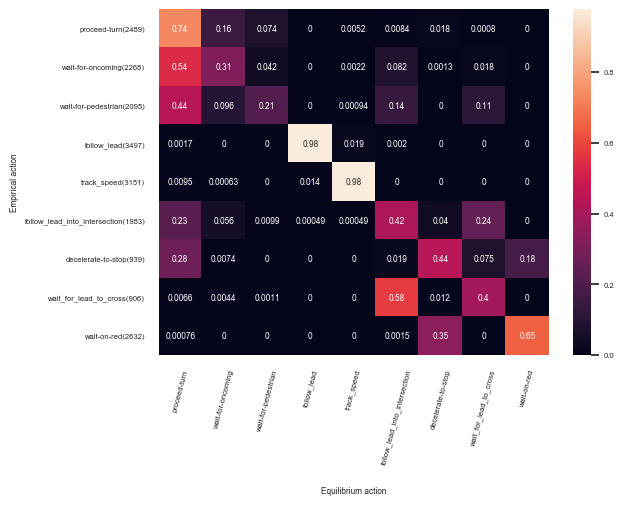 proceed-turn(2489) 0.74 0.16 0.074 0 0.0052 0.0084 0.018 0.0008 0
wait-for-oncoming(2265) 0.54 0.31 0.042 0 0.0022 0.082 0.0013 0.018 0
wait-for-pedestrian(2095) 0.44 0.096 0.21 0 0.00094 0.14 0 0.11 0
follow_lead(3497) 0.0017 0 0 0.98 0.019 0.002 0 0 0
track_speed(3151) 0.0095 0.00063 0 0.014 0.98 0 0 0 0
follow_lead_into_intersection(1983) 0.23 0.056 0.0099 0.00049 0.00049 0.42 0.04 0.24 0
decelerate-to-stop(939) 0.28 0.0074 0 0 0 0.019 0.44 0.075 0.18
wait_for_lead_to_cross(906) 0.0066 0.0044 0.0011 0 0 0.58 0.012 0.4 0
wait-on-red(2632) 0.00076 0 0 0 0 0.0015 0.35 0 0.65
Empirical action
proceed-turn
wait-for-oncoming
wait-for-pedestrian
follow_lead
track_speed
follow_lead_into_intersection
decelerate-to-stop
wait_for_lead_to_cross
wait-on-red
Equilibrium action
0.8
0.6
0.4
0.2
0.0